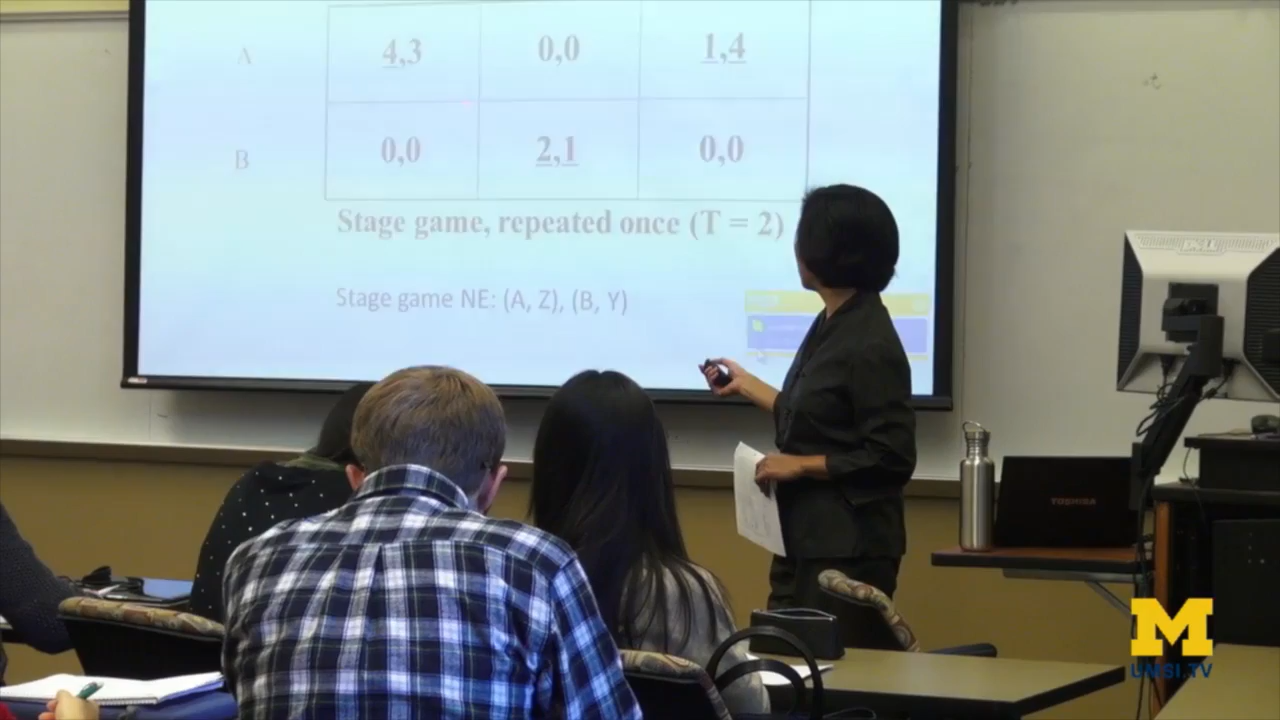 A 4,3 0,0 1,4
B 0,0 2,1 0,0
Stage game, repeated once (T = 2)
Stage game NE: (A, Z), (B, Y)
TOSHIBA
M
UMSI.TV